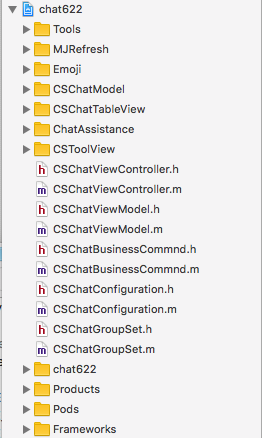 chat622
Tools
MJRefresh
Emoji
CSChatModel
CSChatTableView
ChatAssistance
CSToolView
h CSChatViewController.h
m CSChatViewController.m
h CSChatViewModel.h
m CSChatViewModel.m
h CSChatBusinessCommnd.h
m CSChatBusinessCommnd.m
h CSChatConfiguration.h
m CSChatConfiguration.m
h CSChatGroupSet.h
m CSChatGroupSet.m
chat622
Products
Pods
Frameworks